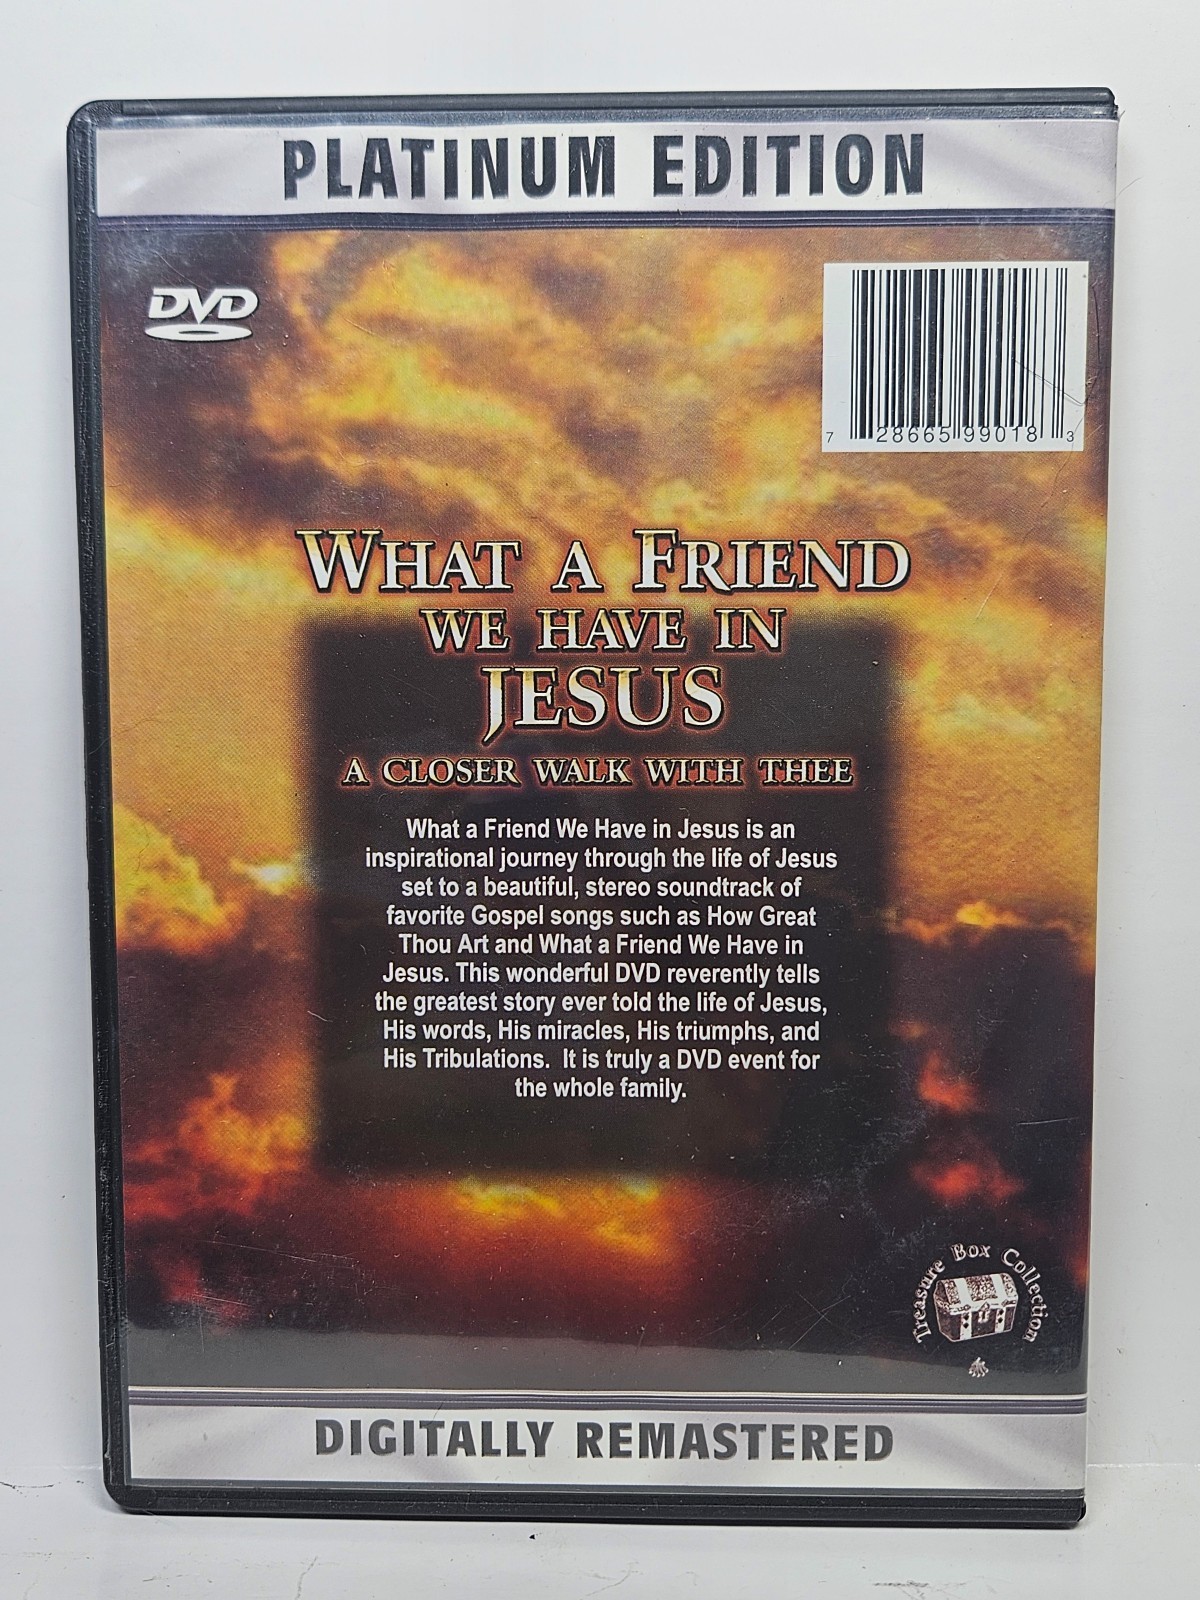 PLATINUM EDITION
DVD
7 28665 99018 3
WHAT A FRIEND
WE HAVE IN
JESUS
A CLOSER WALK WITH THEE
What a Friend We Have in Jesus is an
inspirational journey through the life of Jesus
set to a beautiful, stereo soundtrack of
favorite Gospel songs such as How Great
Thou Art and What a Friend We Have in
Jesus. This wonderful DVD reverently tells
the greatest story ever told the life of Jesus,
His words, His miracles, His triumphs, and
His Tribulations.  It is truly a DVD event for
the whole family.
Treasure Box Collection
DIGITALLY REMASTERED